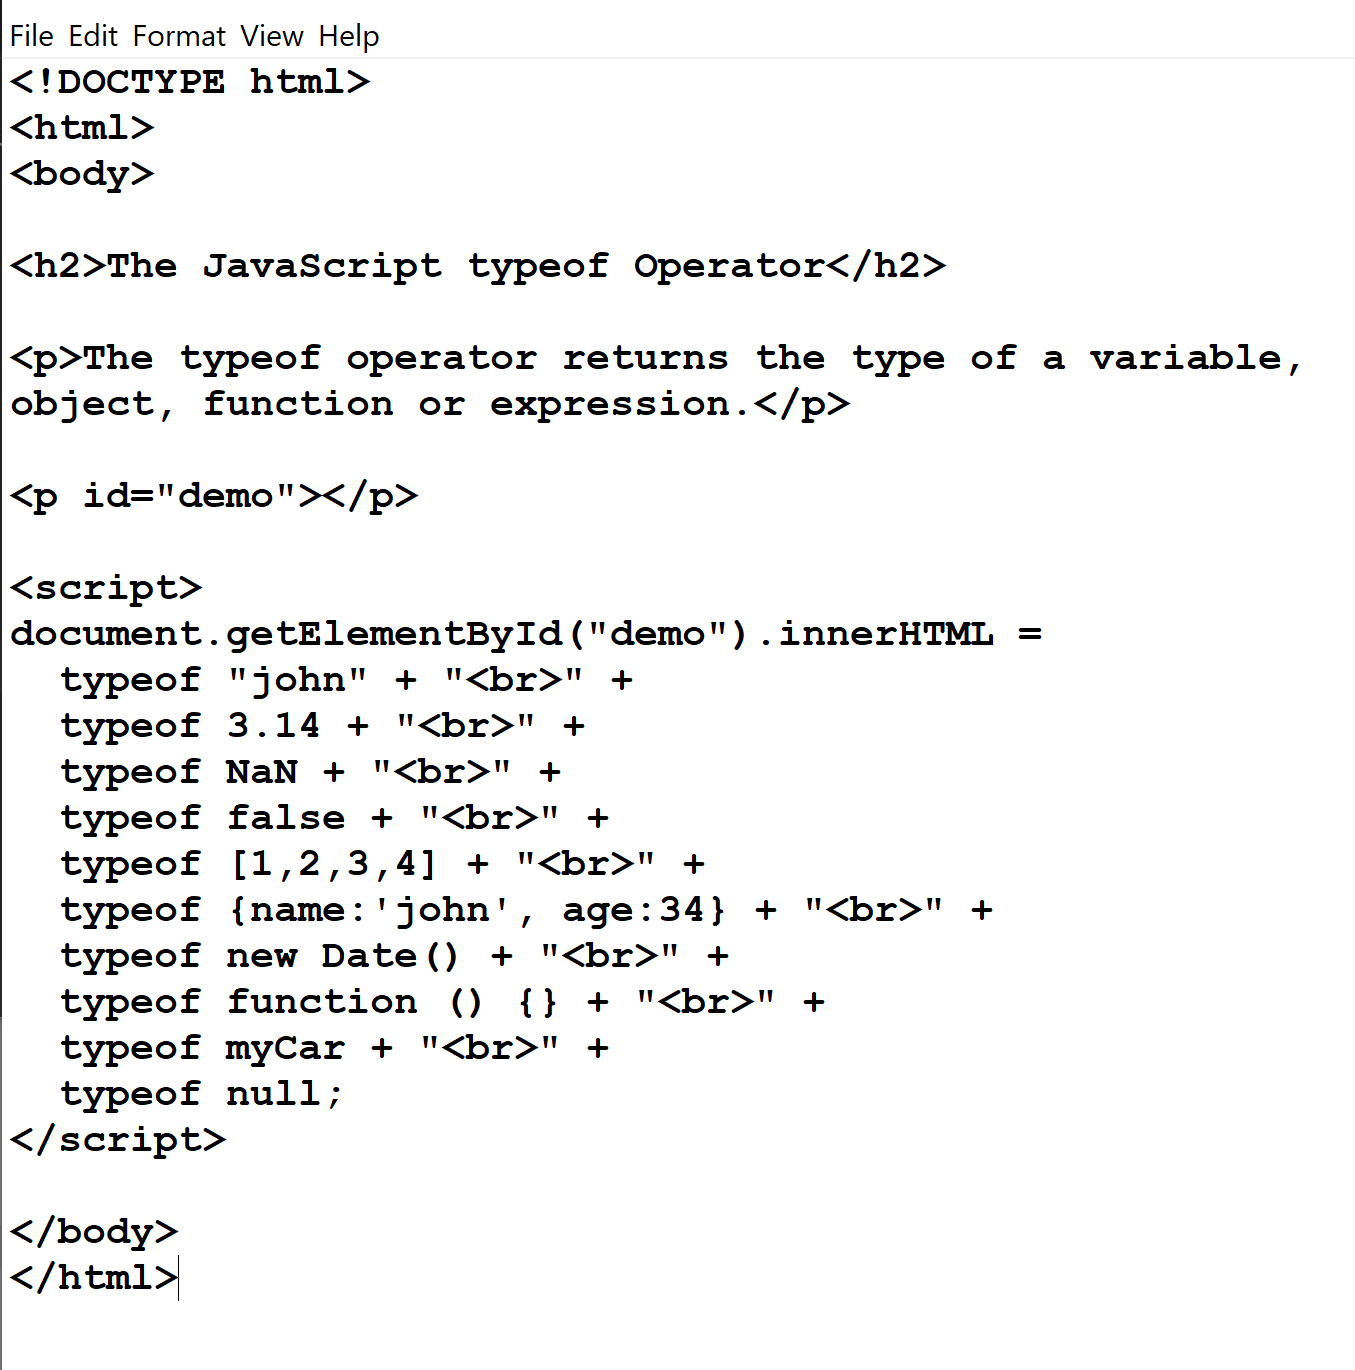 File Edit Format View Help
<!DOCTYPE html>
<html>
<body>
<h2>The JavaScript typeof Operator</h2>
<p>The typeof operator returns the type of a variable,
object, function or expression.</p>
<p id="demo"></p>
<script>
document.getElementById("demo").innerHTML =
typeof "john" + "<br>" +
typeof 3.14 + "<br>" +
typeof NaN + "<br>" +
typeof false + "<br>" +
typeof [1,2,3,4] + "<br>" +
typeof {name:'john', age:34} + "<br>" +
typeof new Date() + "<br>" +
typeof function () {} + "<br>" +
typeof myCar + "<br>" +
typeof null;
</script>
</body>
</html>